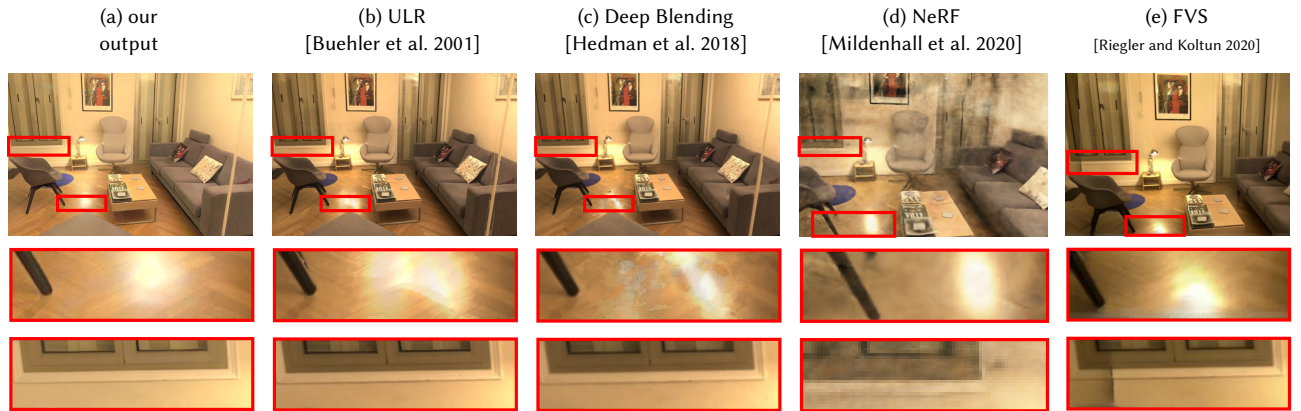 (a) our
output
(b) ULR
[Buehler et al. 2001]
(c) Deep Blending
[Hedman et al. 2018]
(d) NeRF
[Mildenhall et al. 2020]
(e) FVS
[Riegler and Koltun 2020]